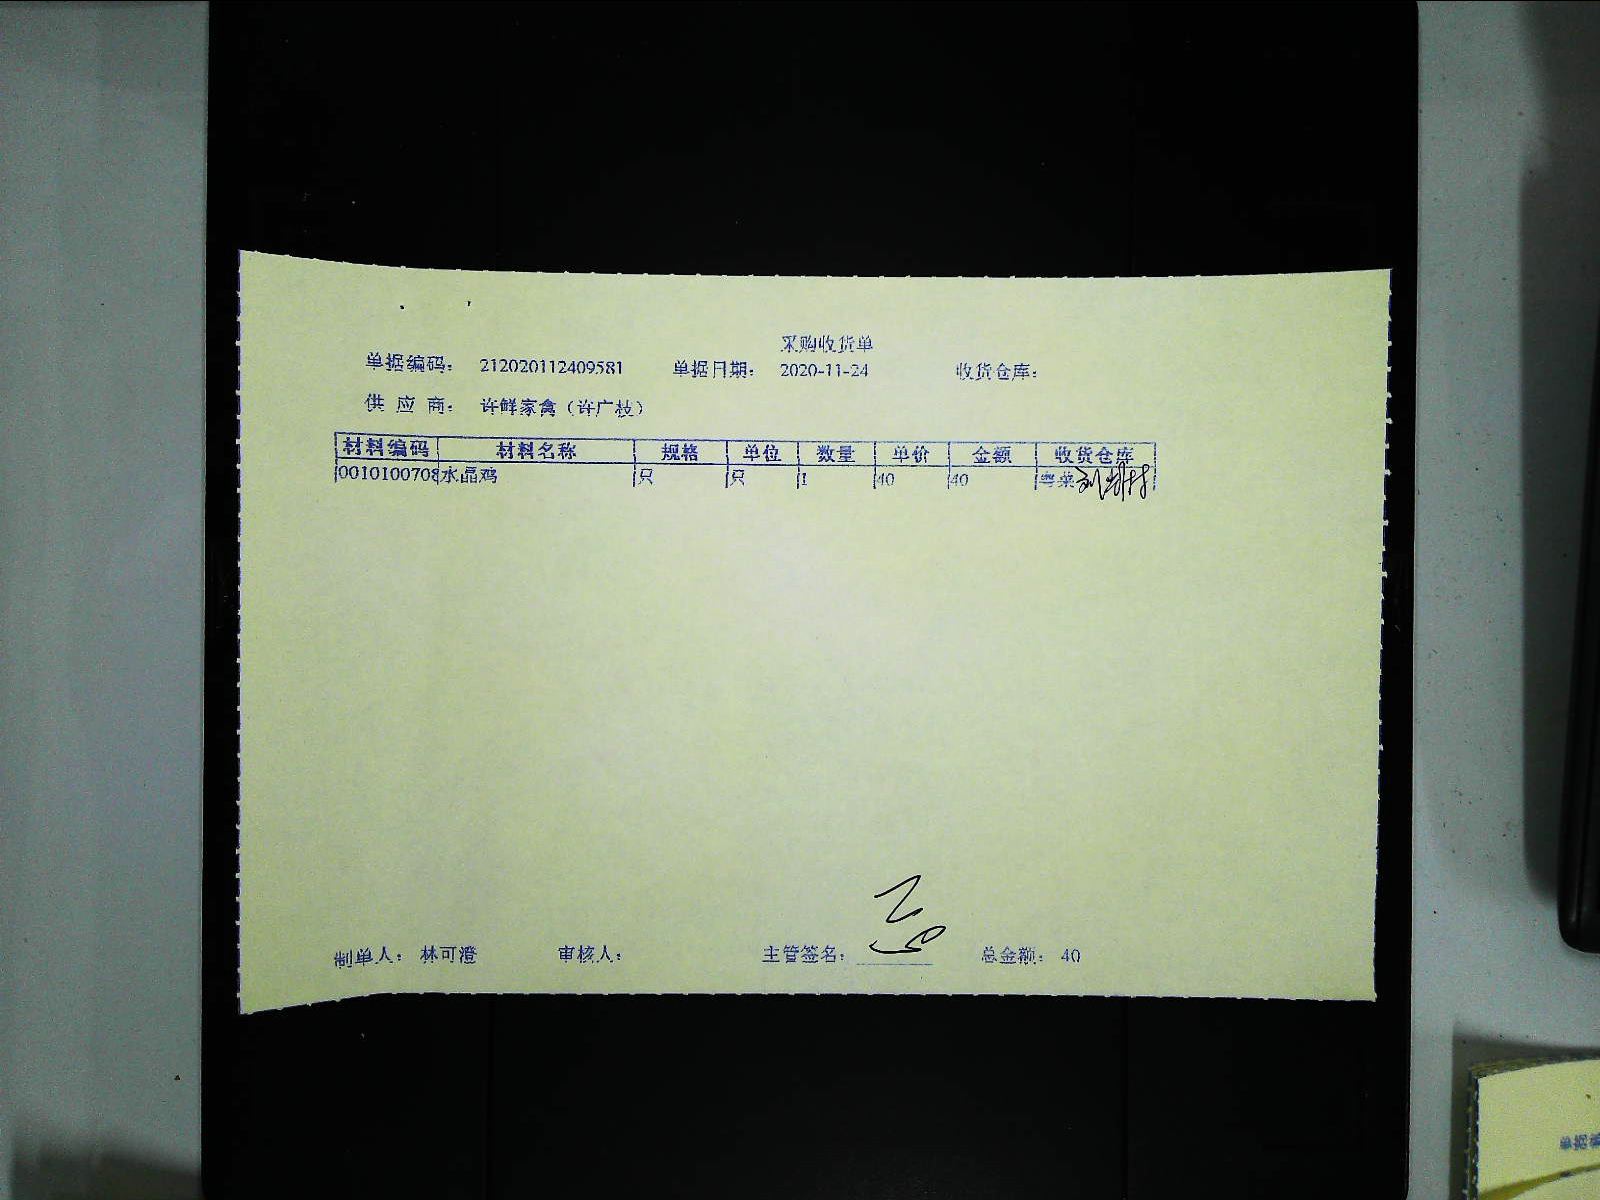 采购收货单
单据编码： 212020112409581 单据日期： 2020-11-24 收货仓库：
供 应 商： 许鲜家禽（许广枝）
材料编码 材料名称 规格 单位 数量 单价 金额 收货仓库
0010100708 水晶鸡 只 只 1 40 40 粤菜
制单人： 林可澄 审核人： 主管签名： 总金额： 40